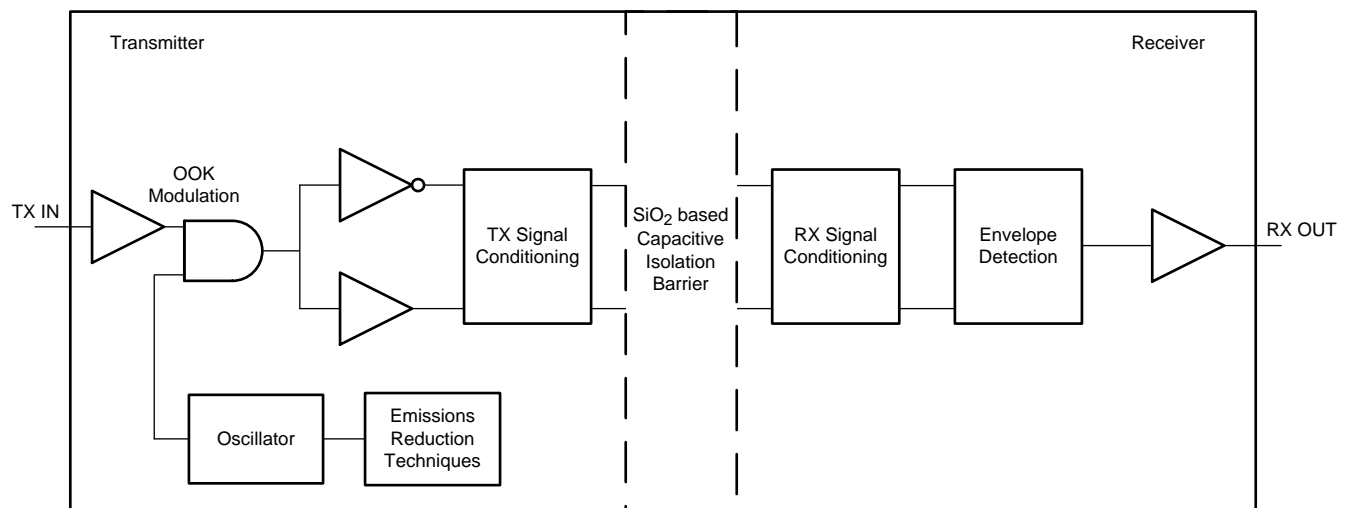 Transmitter
Receiver
OOK
Modulation
TX IN
TX Signal
Conditioning
SiO2 based
Capacitive
Isolation
Barrier
RX Signal
Conditioning
Envelope
Detection
RX OUT
Oscillator
Emissions
Reduction
Techniques